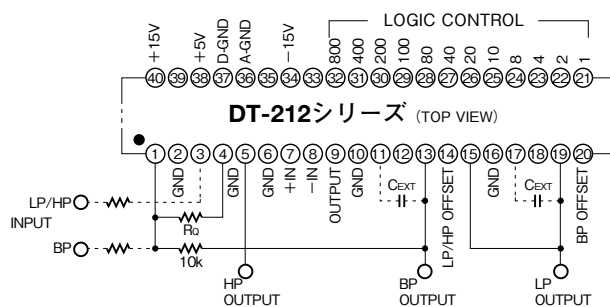 LOGIC CONTROL
+15V
+5V
D-GND
A-GND
−15V
800
400
200
100
80
40
20
10
8
4
2
1
40 39 38 37 36 35 34 33 32 31 30 29 28 27 26 25 24 23 22 21
DT-212シリーズ (TOP VIEW)
1 2 3 4 5 6 7 8 9 10 11 12 13 14 15 16 17 18 19 20
GND
GND
GND
+IN
−IN
OUTPUT
GND
CEXT
LP/HP OFFSET
GND
CEXT
BP OFFSET
LP/HP
INPUT
BP
RQ
10k
HP
OUTPUT
BP
OUTPUT
LP
OUTPUT